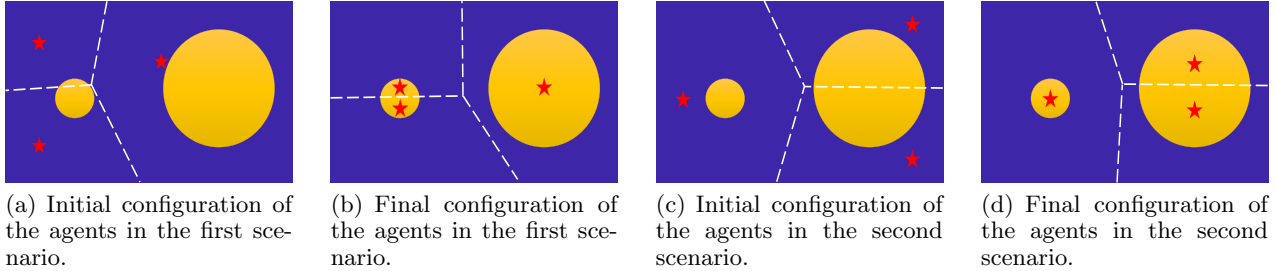 (a) Initial configuration of
the agents in the first sce-
nario.
(b) Final configuration of
the agents in the first sce-
nario.
(c) Initial configuration of
the agents in the second
scenario.
(d) Final configuration of
the agents in the second
scenario.